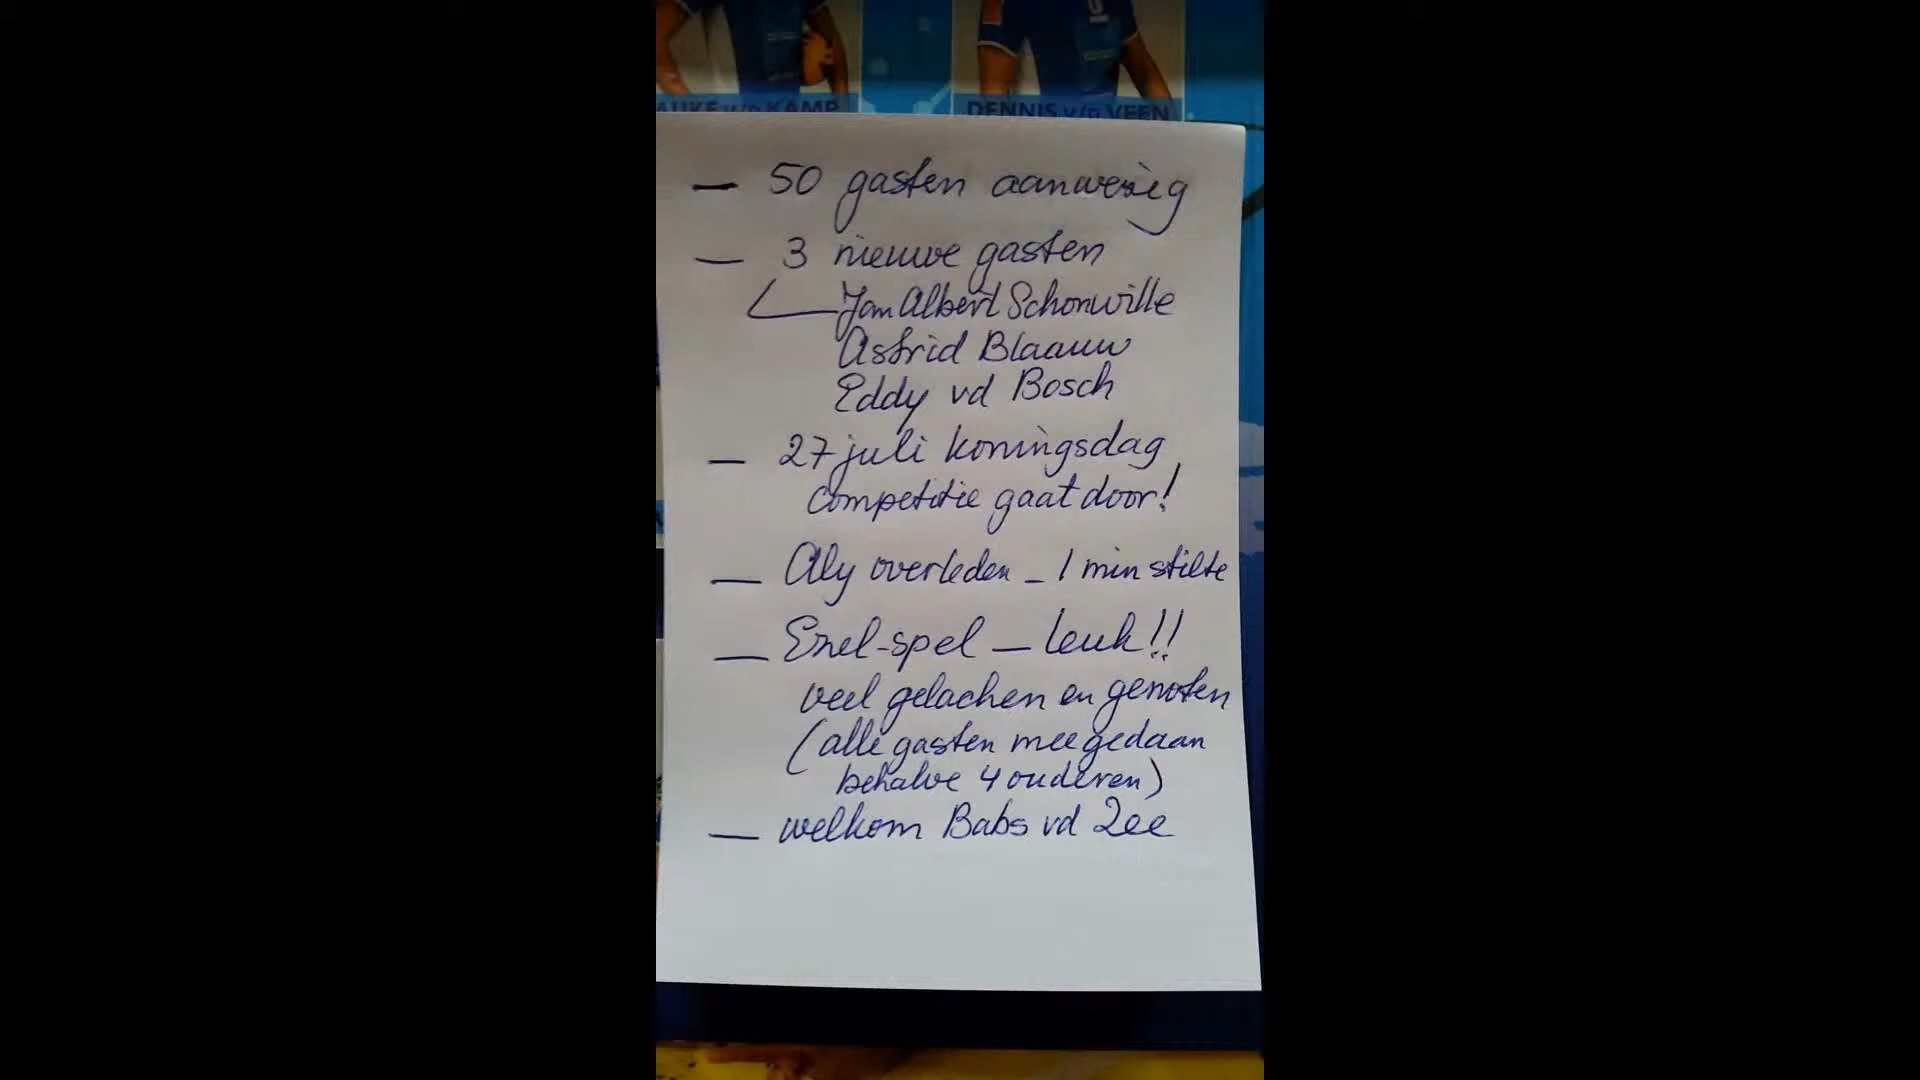 AUKE v/d KAMP DENNIS v/d VEEN
— 50 gasten aanwezig
— 3 nieuwe gasten
Jan Albert Schonwille
Astrid Blaauw
Eddy vd Bosch
— 27 juli koningsdag
competitie gaat door!
— Aly overleden — 1 min stilte
— Ezel-spel — leuk!!
veel gelachen en genoten
(alle gasten meegedaan
behalve 4 ouderen)
— welkom Babs vd Zee